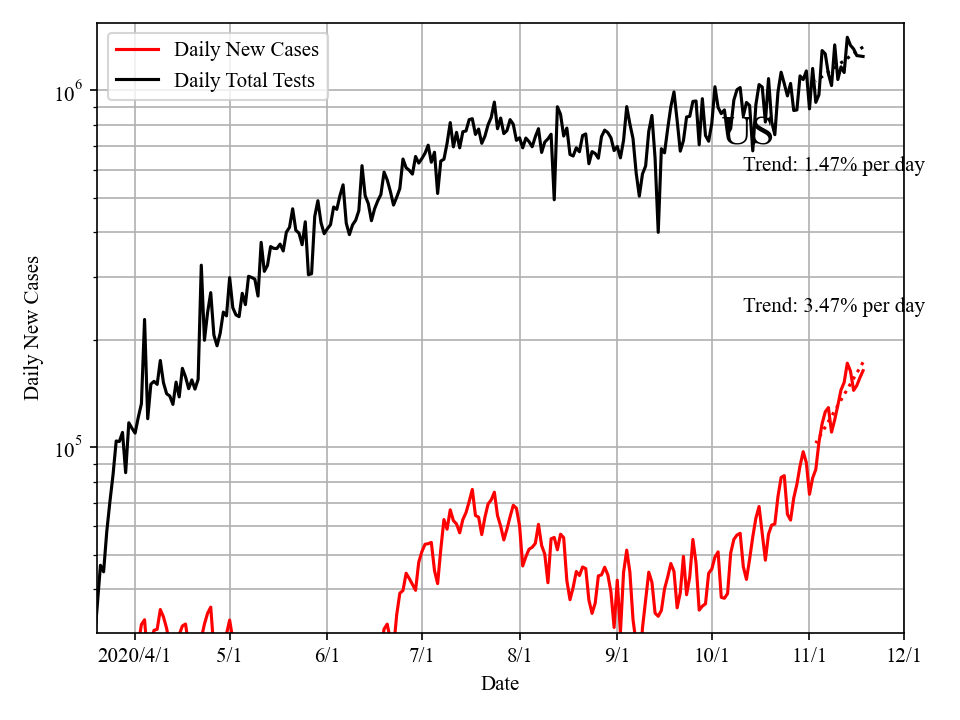 Daily New Cases
Daily Total Tests
10^6
US
Trend: 1.47% per day
Trend: 3.47% per day
10^5
Daily New Cases
2020/4/1 5/1 6/1 7/1 8/1 9/1 10/1 11/1 12/1
Date